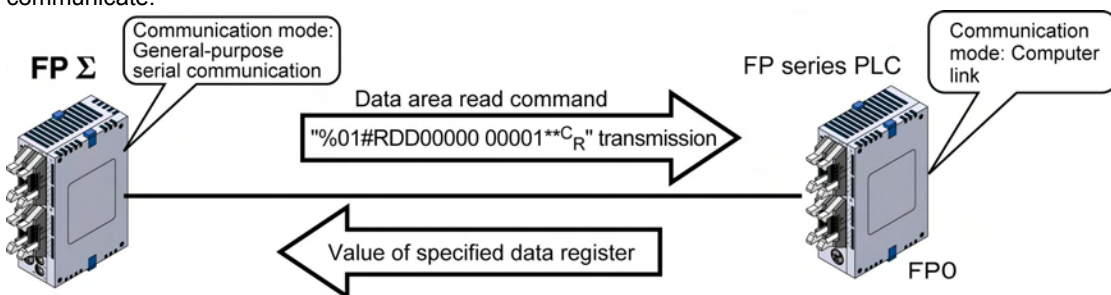 communicate.
Communication mode:
General-purpose
serial communication
FP Σ
Communication
mode: Computer
link
FP series PLC
Data area read command
"%01#RDD00000 00001**CR" transmission
Value of specified data register
FP0